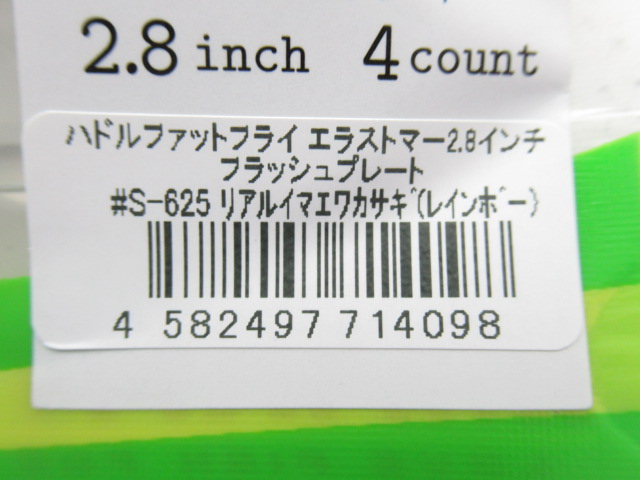 2.8 inch 4 count
ハドルファットフライ エラストマー2.8インチ
フラッシュプレート
#S-625 リアルイマエワカサギ(レインボー)
4 582497 714098